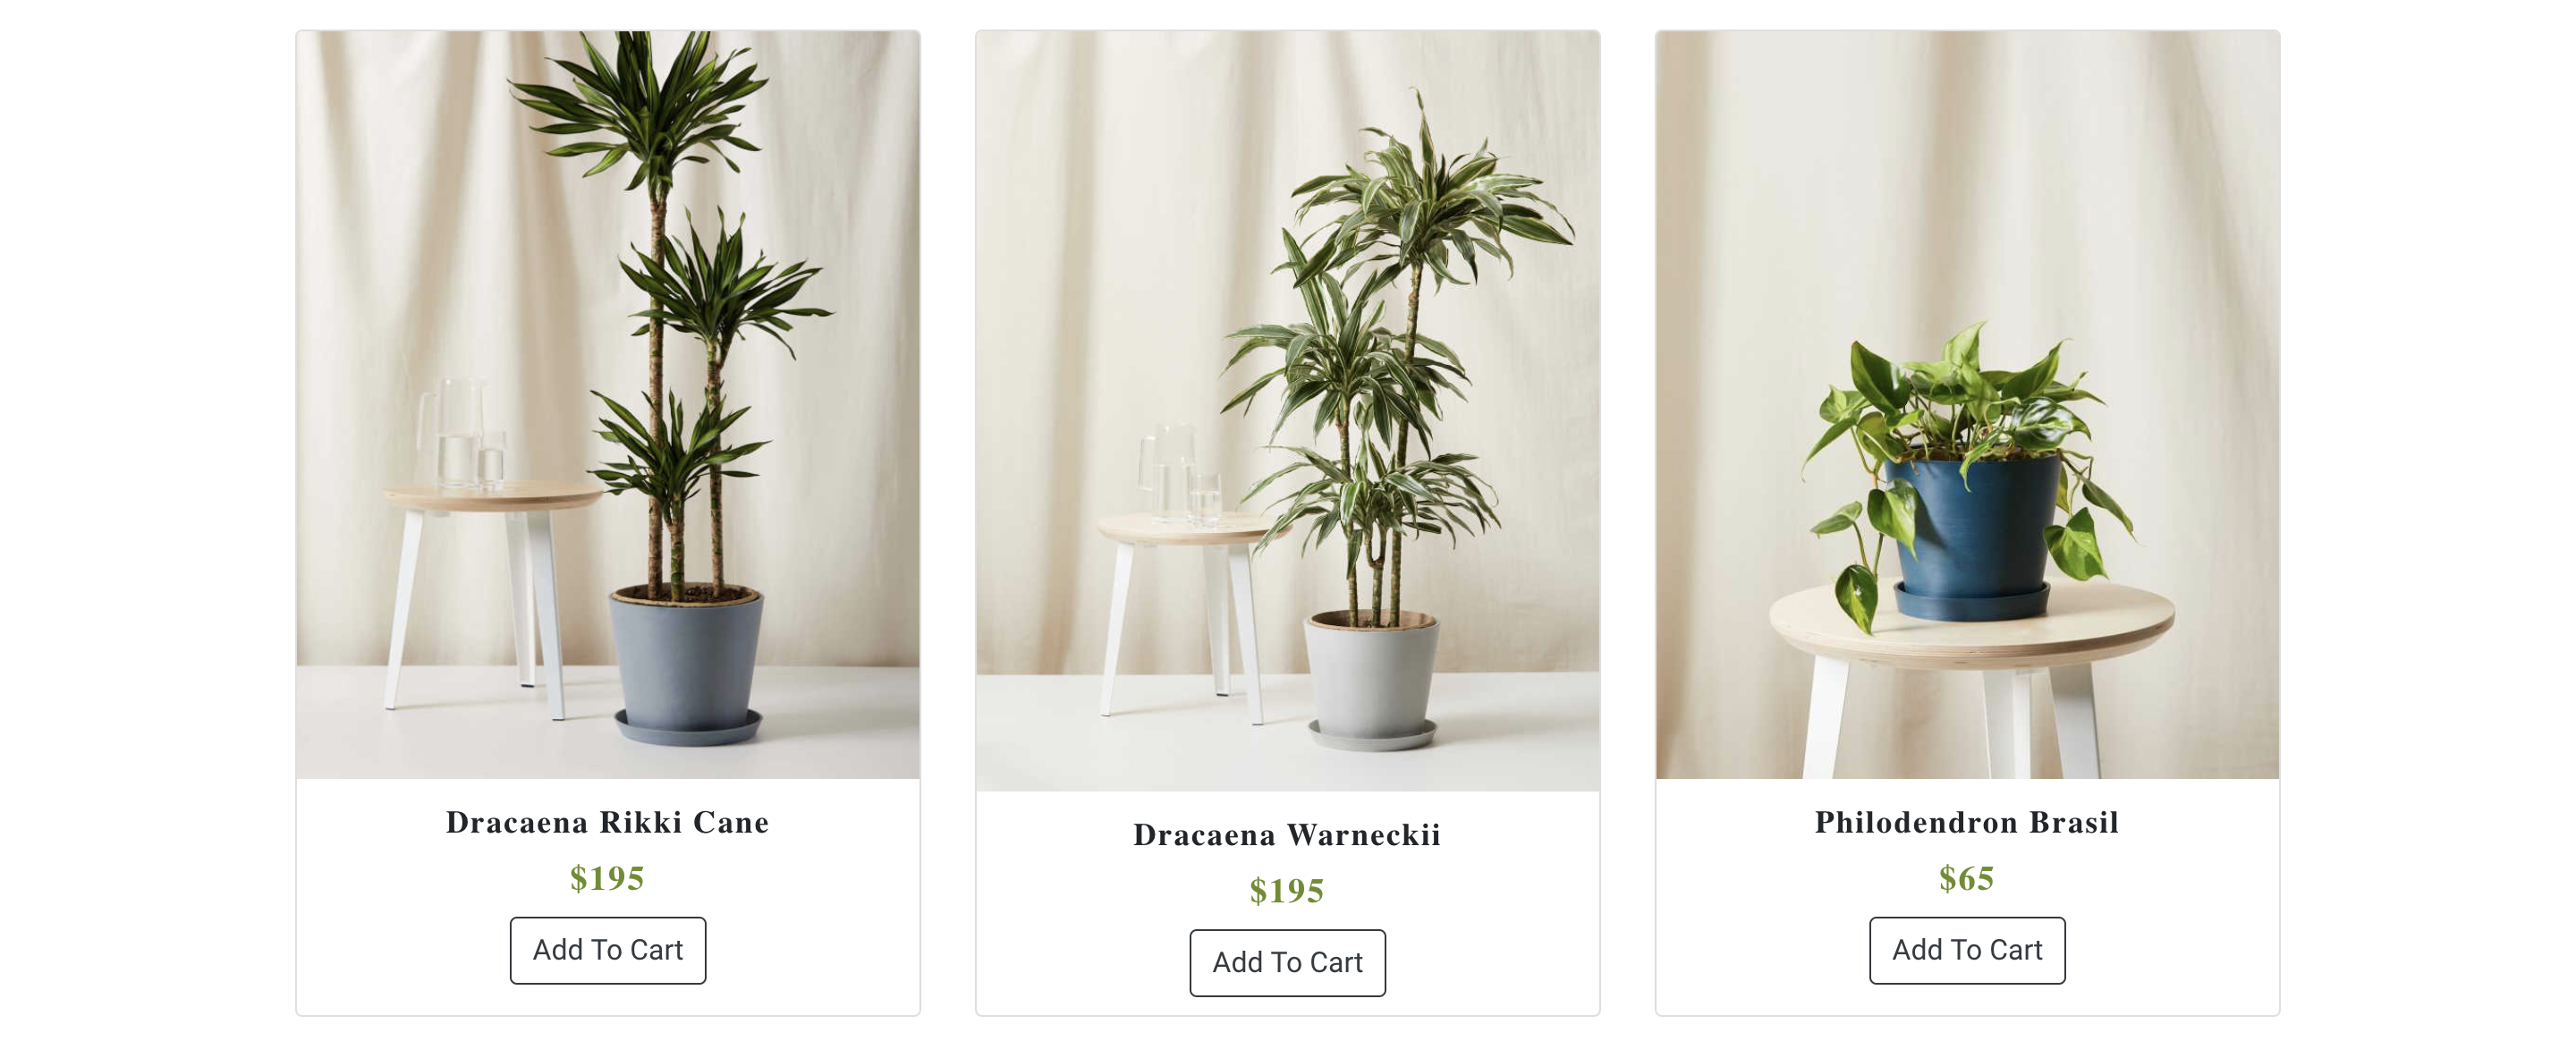 Dracaena Rikki Cane
$195
Add To Cart
Dracaena Warneckii
$195
Add To Cart
Philodendron Brasil
$65
Add To Cart